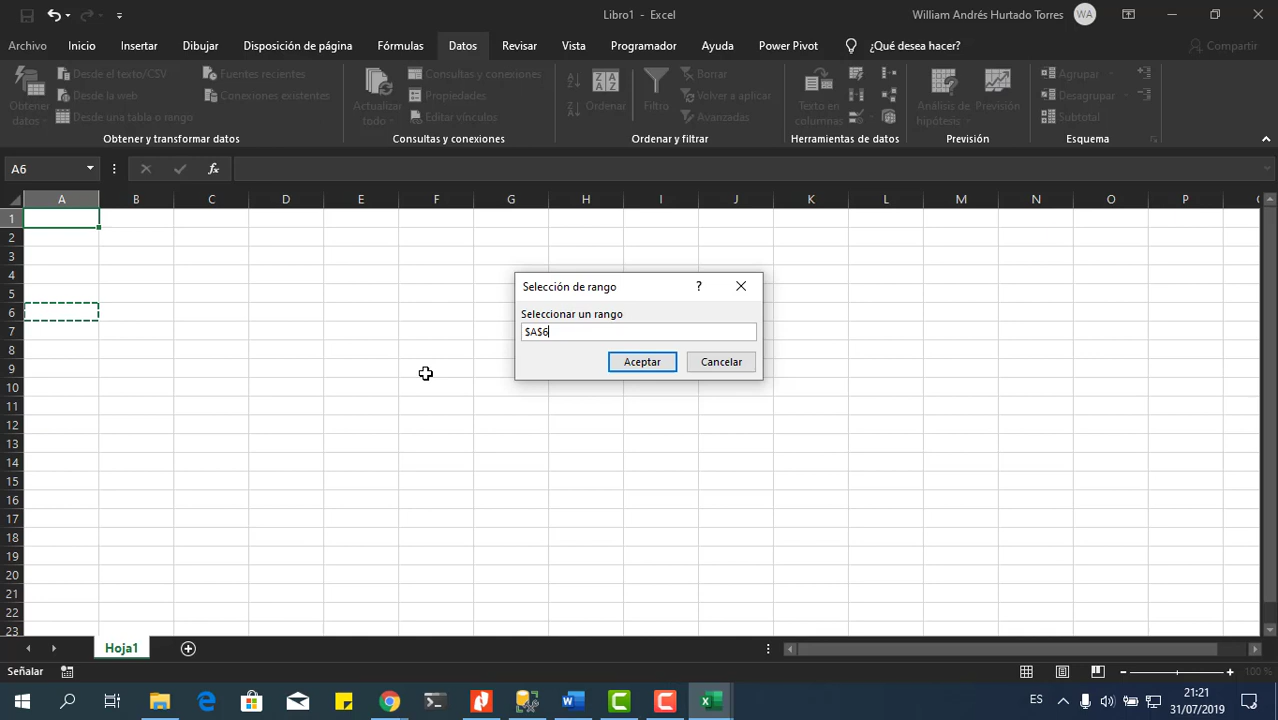 Libro1 - Excel
William Andrés Hurtado Torres
WA
Archivo Inicio Insertar Dibujar Disposición de página Fórmulas Datos Revisar Vista Programador Ayuda Power Pivot ¿Qué desea hacer? Compartir
Obtener datos
Desde el texto/CSV
Desde la web
Desde una tabla o rango
Fuentes recientes
Conexiones existentes
Obtener y transformar datos
Actualizar todo
Consultas y conexiones
Propiedades
Editar vínculos
Consultas y conexiones
Ordenar
Filtro
Borrar
Volver a aplicar
Avanzadas
Ordenar y filtrar
Texto en columnas
Herramientas de datos
Análisis de hipótesis
Previsión
Previsión
Agrupar
Desagrupar
Subtotal
Esquema
A6
fx
A B C D E F G H I J K L M N O P
1
2
3
4
5
6
7
8
9
10
11
12
13
14
15
16
17
18
19
20
21
22
23
Selección de rango
?
Seleccionar un rango
$A$6
Aceptar Cancelar
Hoja1
Señalar
100 %
ES
21:21
31/07/2019